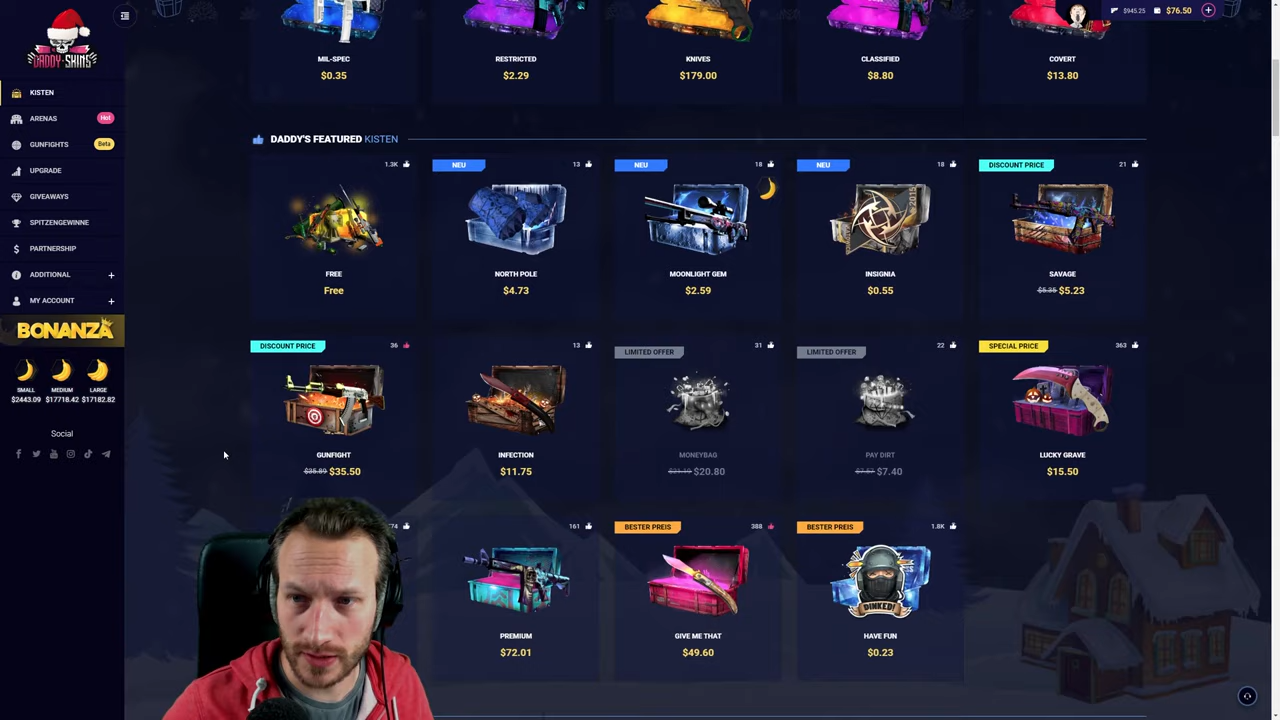 DADDY SKINS
$945.25 $76.50
KISTEN
ARENAS Hot
GUNFIGHTS Beta
UPGRADE
GIVEAWAYS
SPITZENGEWINNE
PARTNERSHIP
ADDITIONAL +
MY ACCOUNT +
BONANZA
SMALL MEDIUM LARGE
$2443.09 $17718.42 $17182.82
Social
MIL-SPEC RESTRICTED KNIVES CLASSIFIED COVERT
$0.35 $2.29 $179.00 $8.80 $13.80
DADDY'S FEATURED KISTEN
1.3K NEU 13 NEU 18 NEU 18 DISCOUNT PRICE 21
2015
FREE NORTH POLE MOONLIGHT GEM INSIGNIA SAVAGE
Free $4.73 $2.59 $0.55 $5.35 $5.23
DISCOUNT PRICE 36 13 LIMITED OFFER 31 LIMITED OFFER 22 SPECIAL PRICE 363
GUNFIGHT INFECTION MONEYBAG PAY DIRT LUCKY GRAVE
$35.89 $35.50 $11.75 $20.80 $7.40 $15.50
74 161 BESTER PREIS 388 BESTER PREIS 1.8K
DINKED!
PREMIUM GIVE ME THAT HAVE FUN
$72.01 $49.60 $0.23